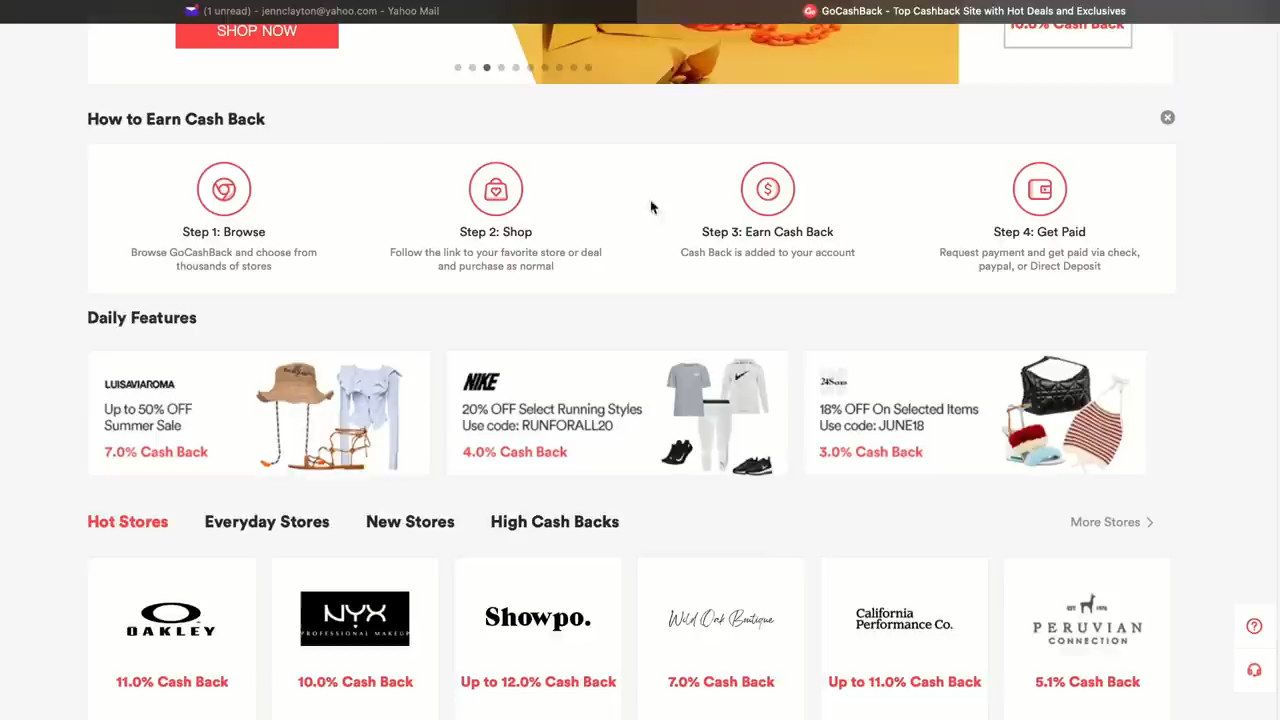 (1 unread) - jennclayton@yahoo.com - Yahoo Mail
GoCashBack - Top Cashback Site with Hot Deals and Exclusives
SHOP NOW
10.0% Cash Back
How to Earn Cash Back
Step 1: Browse
Browse GoCashBack and choose from
thousands of stores
Step 2: Shop
Follow the link to your favorite store or deal
and purchase as normal
Step 3: Earn Cash Back
Cash Back is added to your account
Step 4: Get Paid
Request payment and get paid via check,
paypal, or Direct Deposit
Daily Features
LUISAVIAROMA
Up to 50% OFF
Summer Sale
7.0% Cash Back
NIKE
20% OFF Select Running Styles
Use code: RUNFORALL20
4.0% Cash Back
24S.com
18% OFF On Selected Items
Use code: JUNE18
3.0% Cash Back
Hot Stores
Everyday Stores
New Stores
High Cash Backs
More Stores
OAKLEY
11.0% Cash Back
NYX
PROFESSIONAL MAKEUP
10.0% Cash Back
Showpo.
Up to 12.0% Cash Back
Wild Oak Boutique
7.0% Cash Back
California
Performance Co.
Up to 11.0% Cash Back
EST 1976
PERUVIAN
CONNECTION
5.1% Cash Back